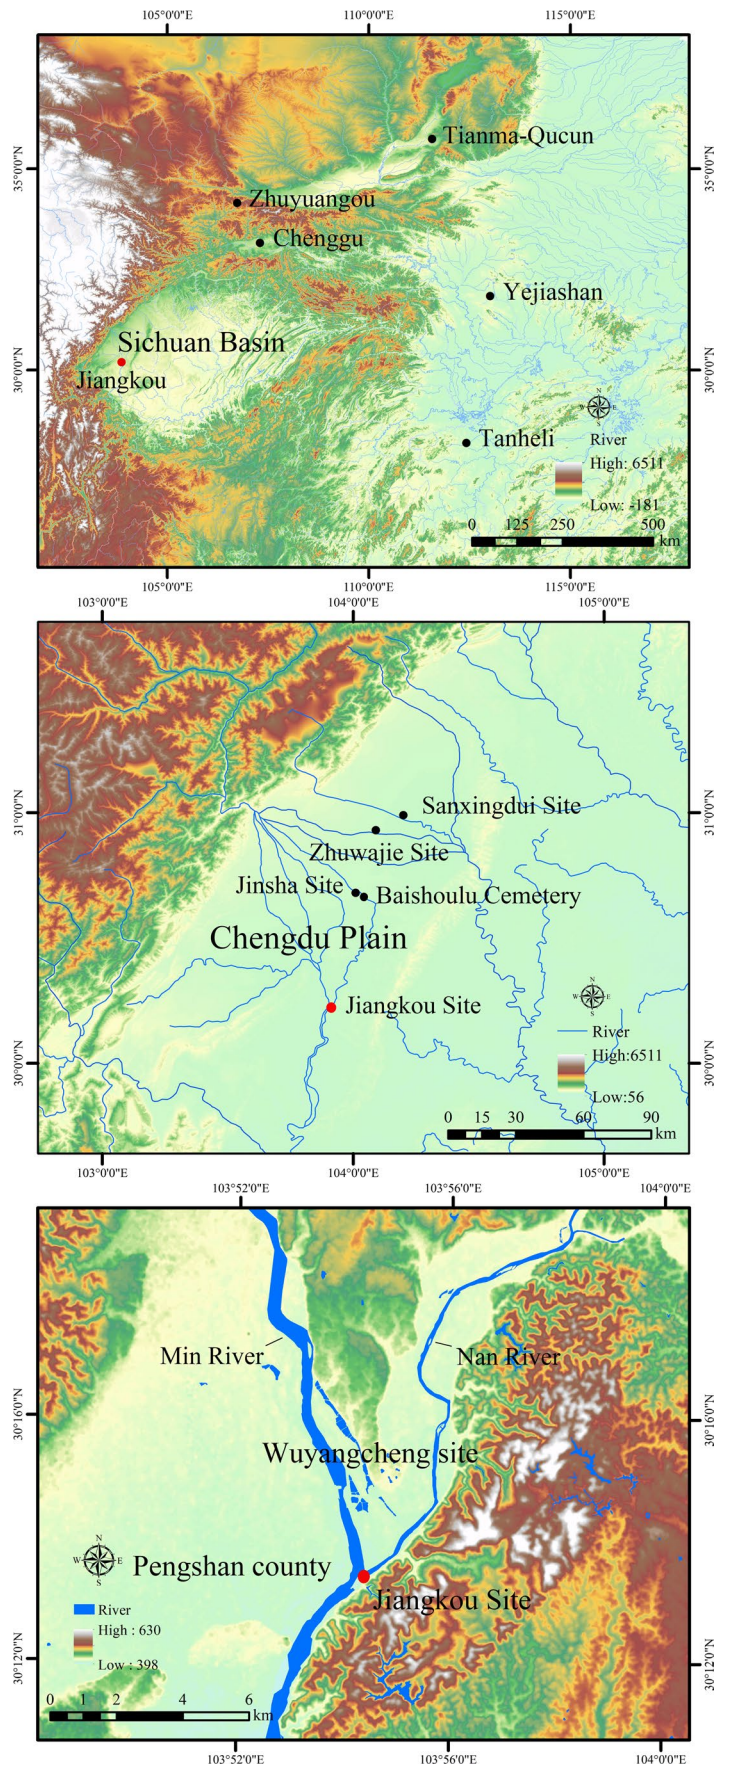 105°0'0"E 110°0'0"E 115°0'0"E
35°0'0"N
35°0'0"N
Tianma-Qucun
Zhuyuangou
Chenggu
Yejiashan
Sichuan Basin
30°0'0"N
30°0'0"N
Jiangkou
N
W E
S
Tanheli
River
High: 6511
Low: -181
0 125 250 500
km
105°0'0"E 110°0'0"E 115°0'0"E
103°0'0"E 104°0'0"E 105°0'0"E
31°0'0"N
31°0'0"N
Sanxingdui Site
Zhuwajie Site
Jinsha Site
Baishoulu Cemetery
Chengdu Plain
N
W E
S
Jiangkou Site
River
30°0'0"N
30°0'0"N
High:6511
Low:56
0 15 30 60 90
km
103°0'0"E 104°0'0"E 105°0'0"E
103°52'0"E 103°56'0"E 104°0'0"E
Min River
Nan River
30°16'0"N
30°16'0"N
Wuyangcheng site
N
W E
S
Pengshan county
Jiangkou Site
River
High : 630
Low : 398
30°12'0"N
30°12'0"N
0 1 2 4 6
km
103°52'0"E 103°56'0"E 104°0'0"E